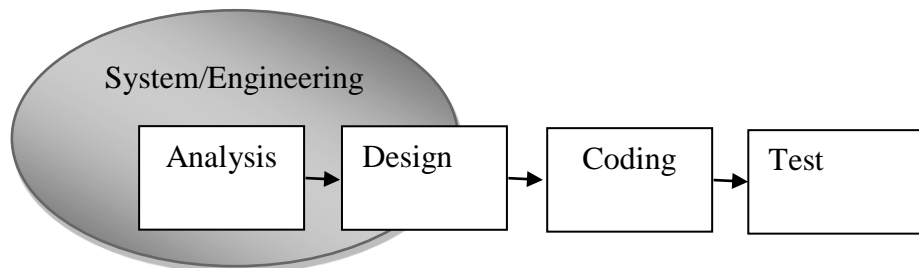 System/Engineering
Analysis
Design
Coding
Test